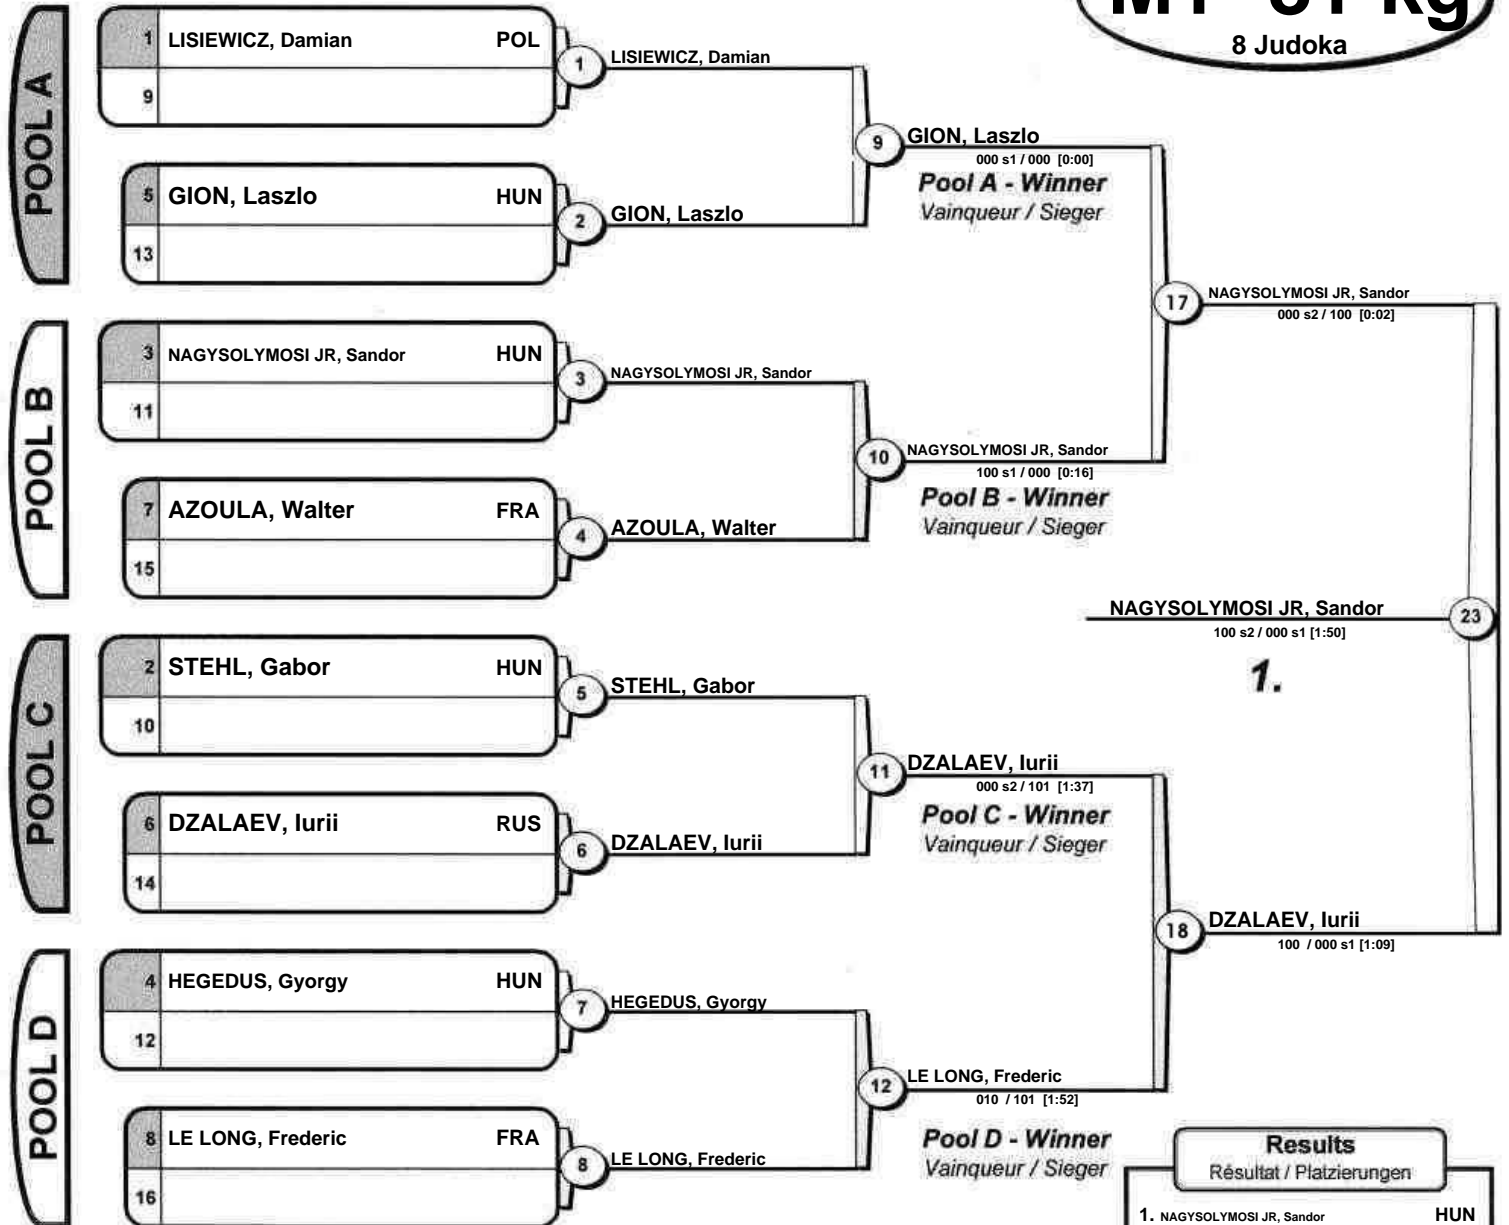 M1 -81 kg
8 Judoka
POOL A
1 LISIEWICZ, Damian POL
9
1
LISIEWICZ, Damian
5 GION, Laszlo HUN
13
2
GION, Laszlo
9
GION, Laszlo
000 s1 / 000 [0:00]
Pool A - Winner
Vainqueur / Sieger
POOL B
3 NAGYSOLYMOSI JR, Sandor HUN
11
3
NAGYSOLYMOSI JR, Sandor
7 AZOULA, Walter FRA
15
4
AZOULA, Walter
10
NAGYSOLYMOSI JR, Sandor
100 s1 / 000 [0:16]
Pool B - Winner
Vainqueur / Sieger
17
NAGYSOLYMOSI JR, Sandor
000 s2 / 100 [0:02]
POOL C
2 STEHL, Gabor HUN
10
5
STEHL, Gabor
6 DZALAEV, Iurii RUS
14
6
DZALAEV, Iurii
11
DZALAEV, Iurii
000 s2 / 101 [1:37]
Pool C - Winner
Vainqueur / Sieger
POOL D
4 HEGEDUS, Gyorgy HUN
12
7
HEGEDUS, Gyorgy
8 LE LONG, Frederic FRA
16
8
LE LONG, Frederic
12
LE LONG, Frederic
010 / 101 [1:52]
Pool D - Winner
Vainqueur / Sieger
18
DZALAEV, Iurii
100 / 000 s1 [1:09]
23
NAGYSOLYMOSI JR, Sandor
100 s2 / 000 s1 [1:50]
1.
Results
Résultat / Platzierungen
1. NAGYSOLYMOSI JR, Sandor HUN